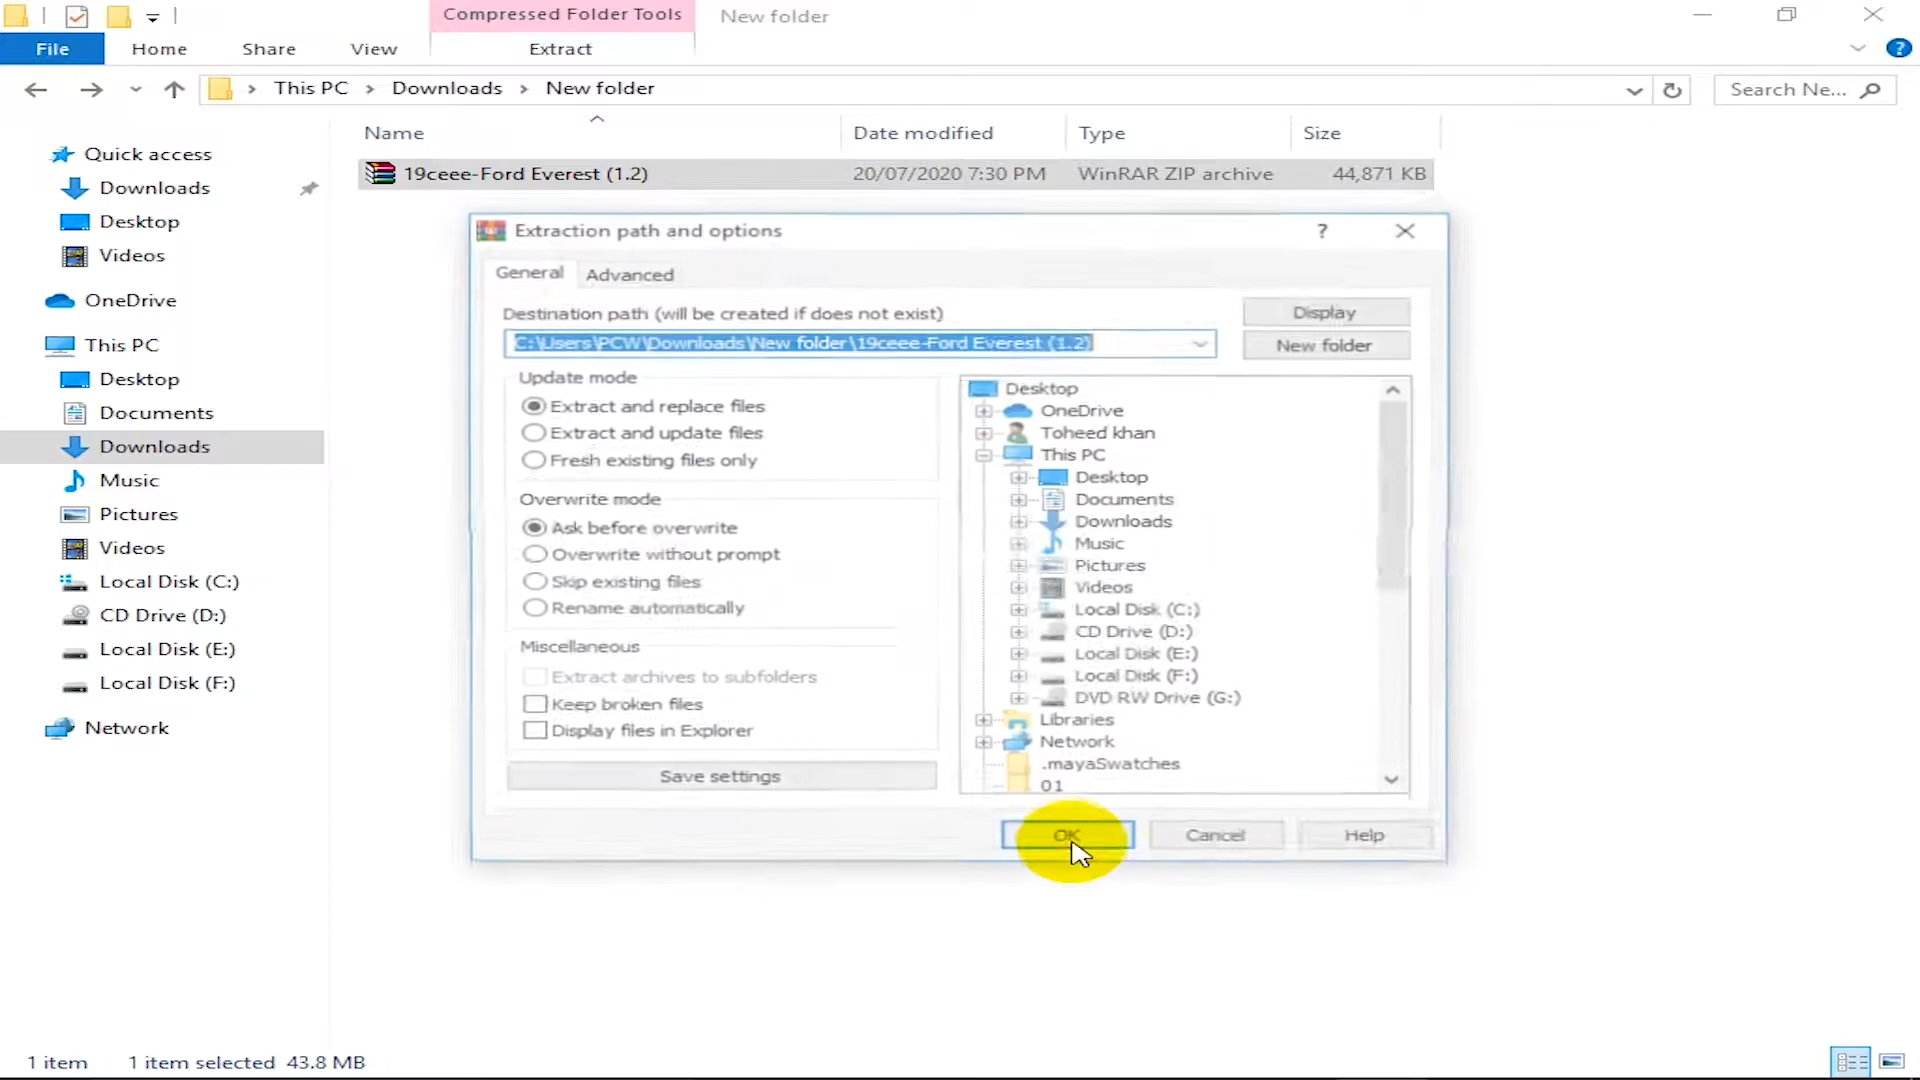 Compressed Folder Tools
New folder
File
Home
Share
View
Extract
This PC
Downloads
New folder
Search Ne...
Name
Date modified
Type
Size
19ceee-Ford Everest (1.2)
20/07/2020 7:30 PM
WinRAR ZIP archive
44,871 KB
Quick access
Downloads
Desktop
Videos
OneDrive
This PC
Desktop
Documents
Downloads
Music
Pictures
Videos
Local Disk (C:)
CD Drive (D:)
Local Disk (E:)
Local Disk (F:)
Network
Extraction path and options
?
General
Advanced
Destination path (will be created if does not exist)
Display
C:\Users\PCW\Downloads\New folder\19ceee-Ford Everest (1.2)
New folder
Update mode
Extract and replace files
Extract and update files
Fresh existing files only
Overwrite mode
Ask before overwrite
Overwrite without prompt
Skip existing files
Rename automatically
Miscellaneous
Extract archives to subfolders
Keep broken files
Display files in Explorer
Save settings
Desktop
OneDrive
Toheed khan
This PC
Desktop
Documents
Downloads
Music
Pictures
Videos
Local Disk (C:)
CD Drive (D:)
Local Disk (E:)
Local Disk (F:)
DVD RW Drive (G:)
Libraries
Network
.mayaSwatches
01
OK
Cancel
Help
1 item
1 item selected 43.8 MB